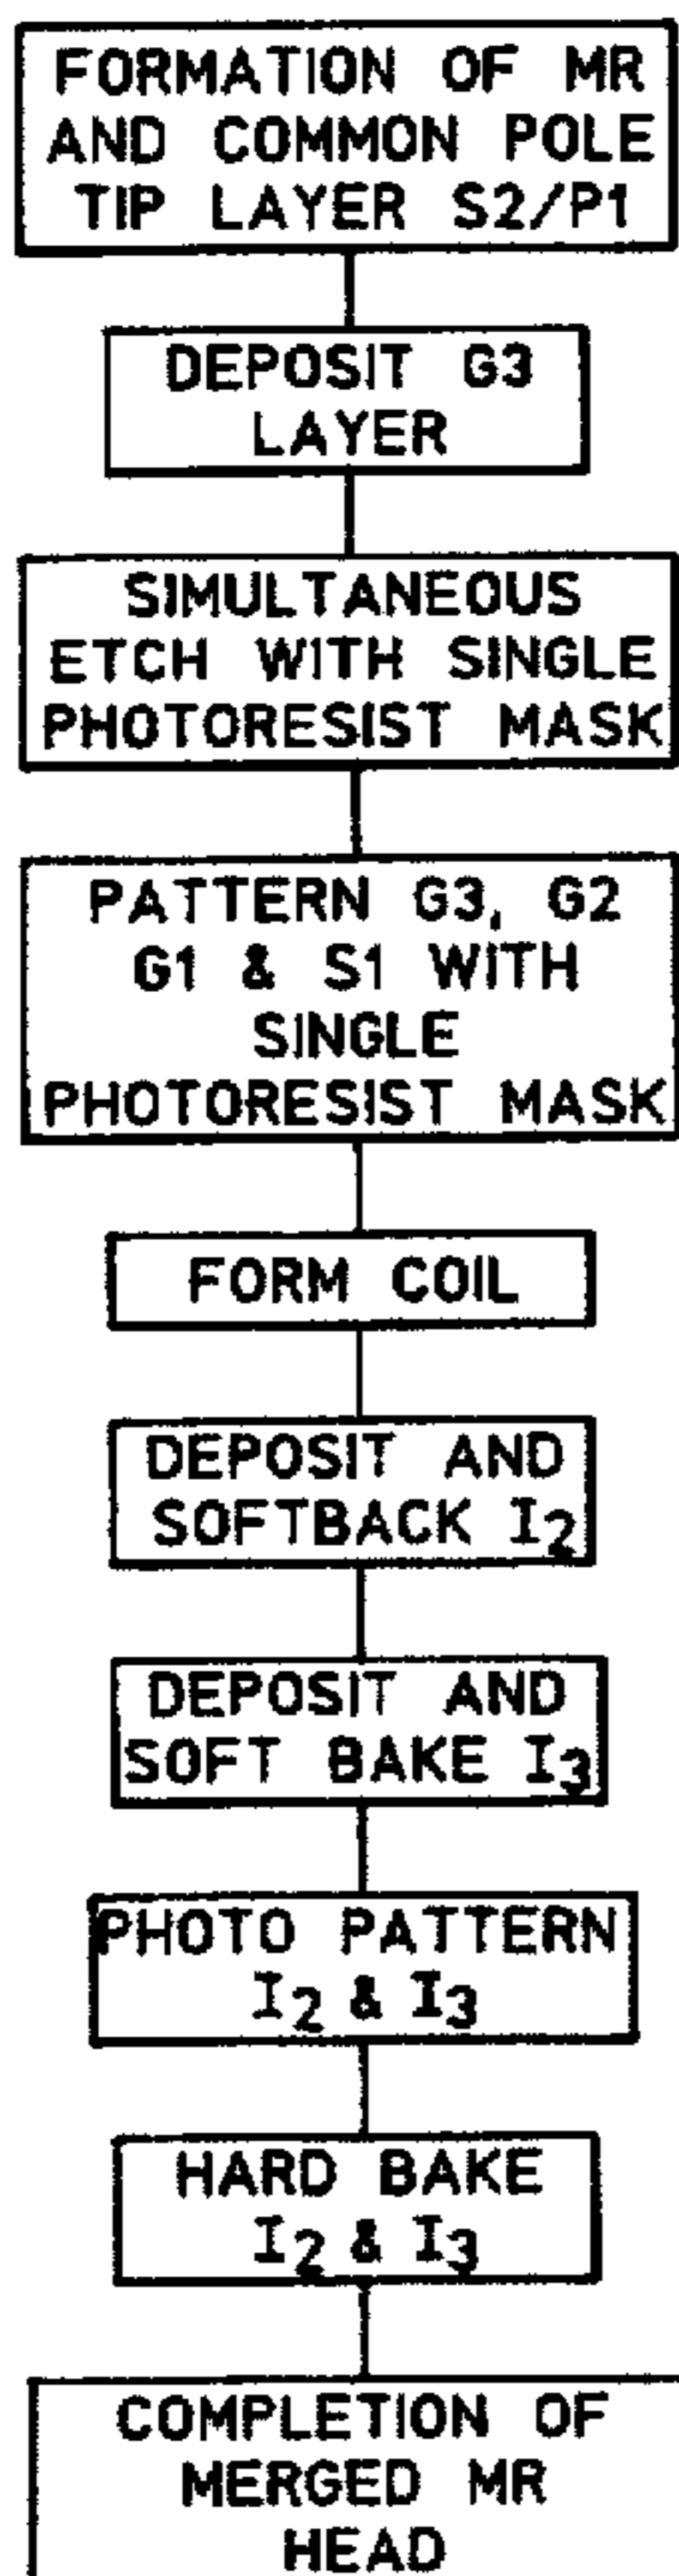 FORMATION OF MR
AND COMMON POLE
TIP LAYER S2/P1
DEPOSIT G3
LAYER
SIMULTANEOUS
ETCH WITH SINGLE
PHOTORESIST MASK
PATTERN G3, G2
G1 & S1 WITH
SINGLE
PHOTORESIST MASK
FORM COIL
DEPOSIT AND
SOFTBACK I₂
DEPOSIT AND
SOFT BAKE I₃
PHOTO PATTERN
I₂ & I₃
HARD BAKE
I₂ & I₃
COMPLETION OF
MERGED MR
HEAD